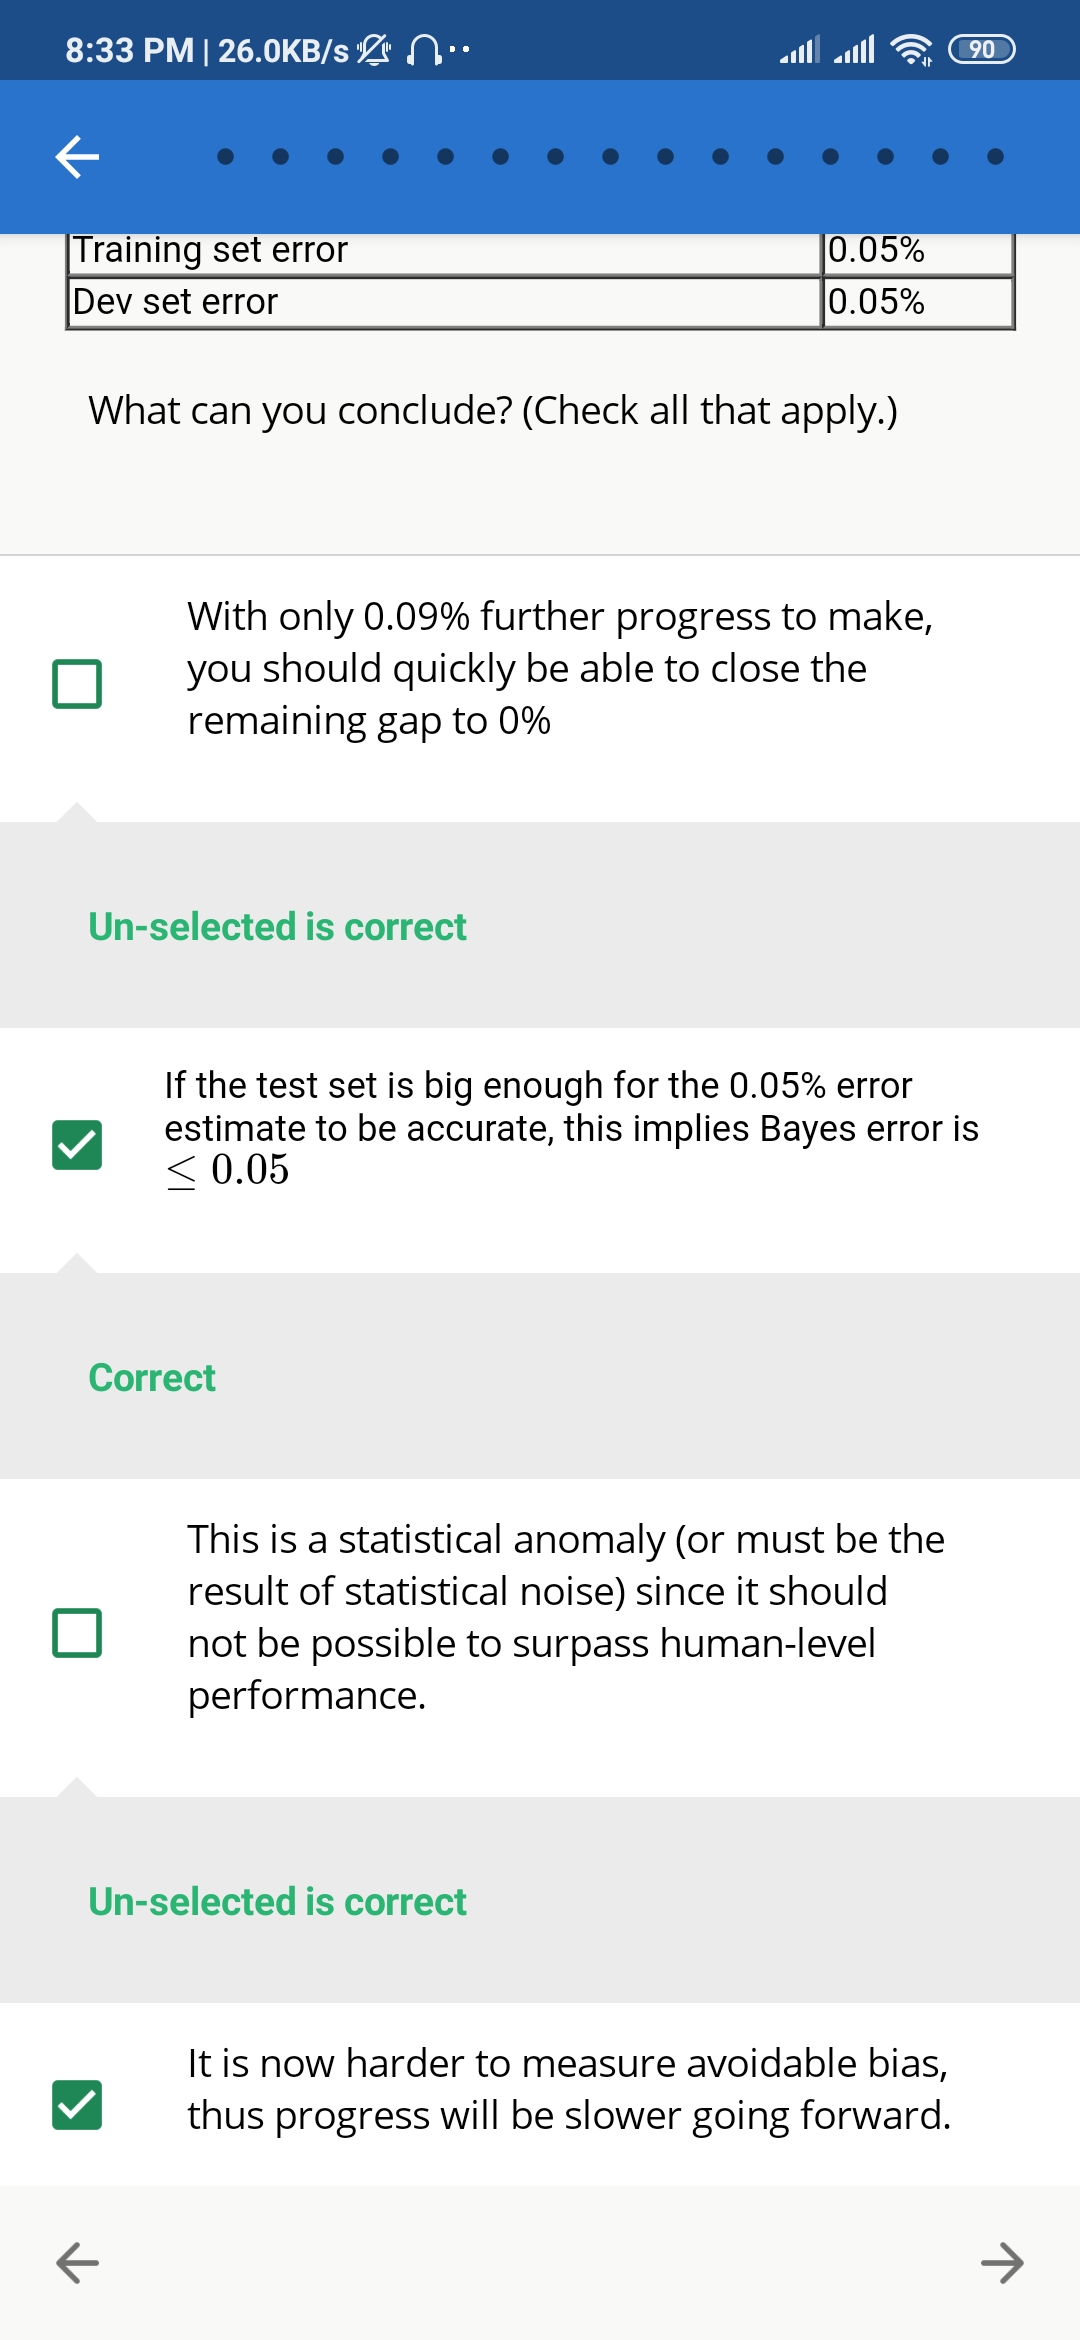 8:33 PM | 26.0KB/s
90
Training set error 0.05%
Dev set error 0.05%
What can you conclude? (Check all that apply.)
With only 0.09% further progress to make,
you should quickly be able to close the
remaining gap to 0%
Un-selected is correct
If the test set is big enough for the 0.05% error
estimate to be accurate, this implies Bayes error is
≤ 0.05
Correct
This is a statistical anomaly (or must be the
result of statistical noise) since it should
not be possible to surpass human-level
performance.
Un-selected is correct
It is now harder to measure avoidable bias,
thus progress will be slower going forward.